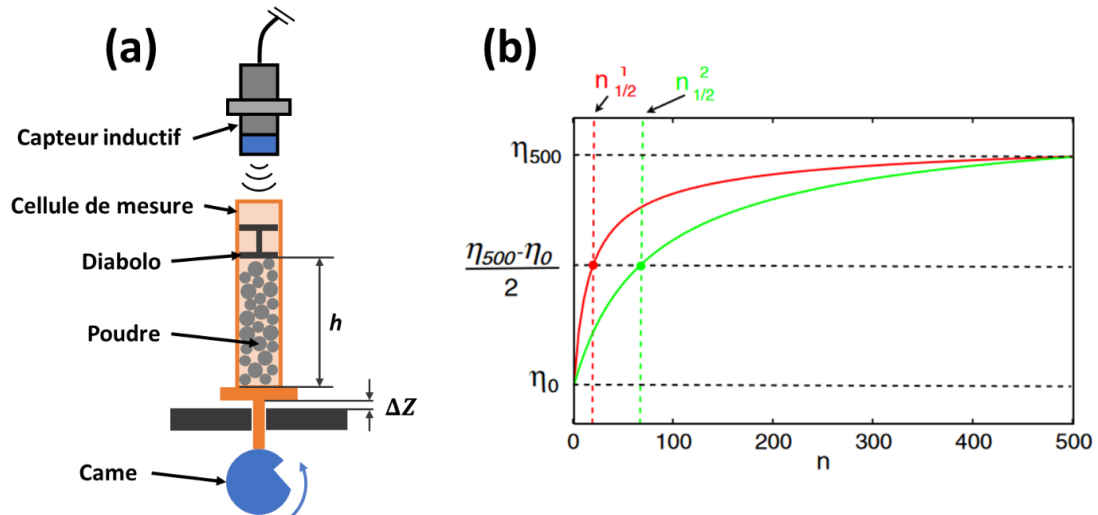 (a)
Capteur inductif
Cellule de mesure
Diabolo
Poudre
h
ΔZ
Came
(b)
n 1/2 1
n 1/2 2
η500
η500-η0
2
η0
0 100 200 300 400 500
n